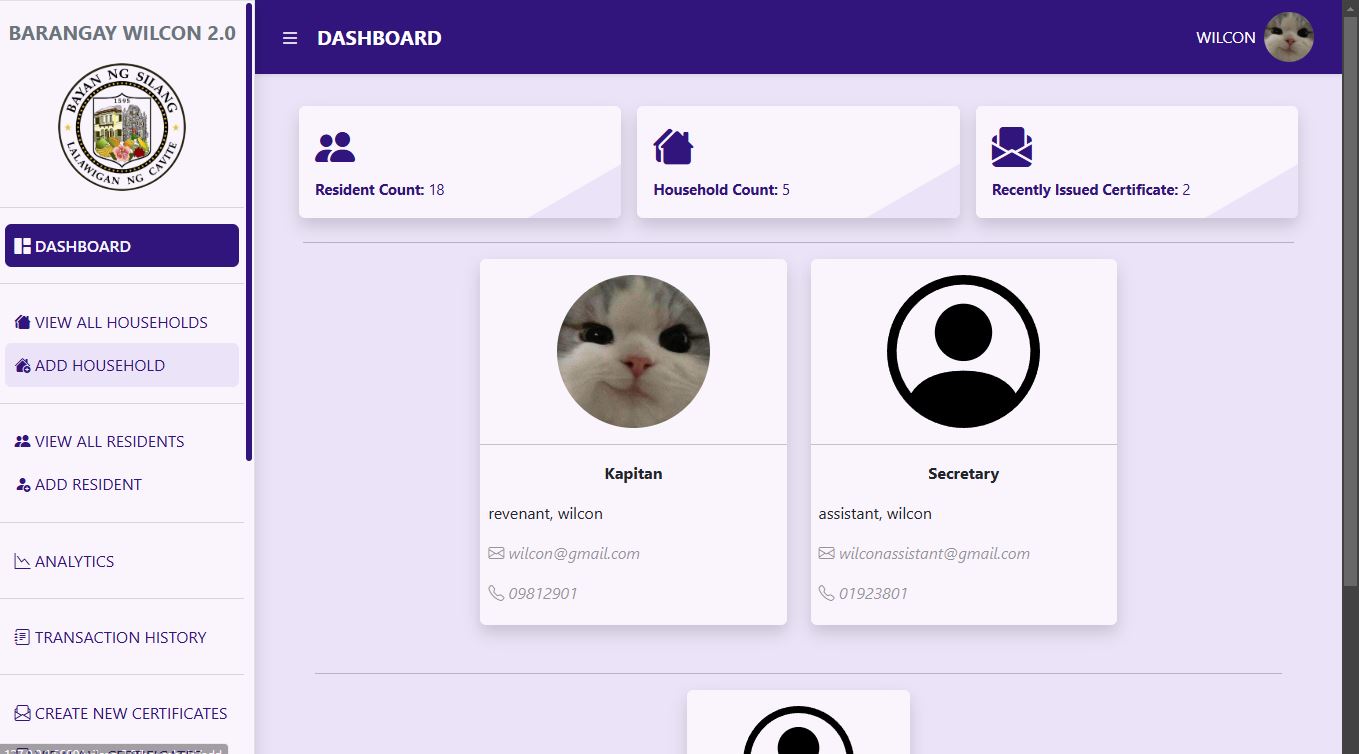 BARANGAY WILCON 2.0
BAYAN NG SILANG
1595
LALAWIGAN NG CAVITE
DASHBOARD
VIEW ALL HOUSEHOLDS
ADD HOUSEHOLD
VIEW ALL RESIDENTS
ADD RESIDENT
ANALYTICS
TRANSACTION HISTORY
CREATE NEW CERTIFICATES
DASHBOARD
WILCON
Resident Count: 18
Household Count: 5
Recently Issued Certificate: 2
Kapitan
revenant, wilcon
wilcon@gmail.com
09812901
Secretary
assistant, wilcon
wilconassistant@gmail.com
01923801